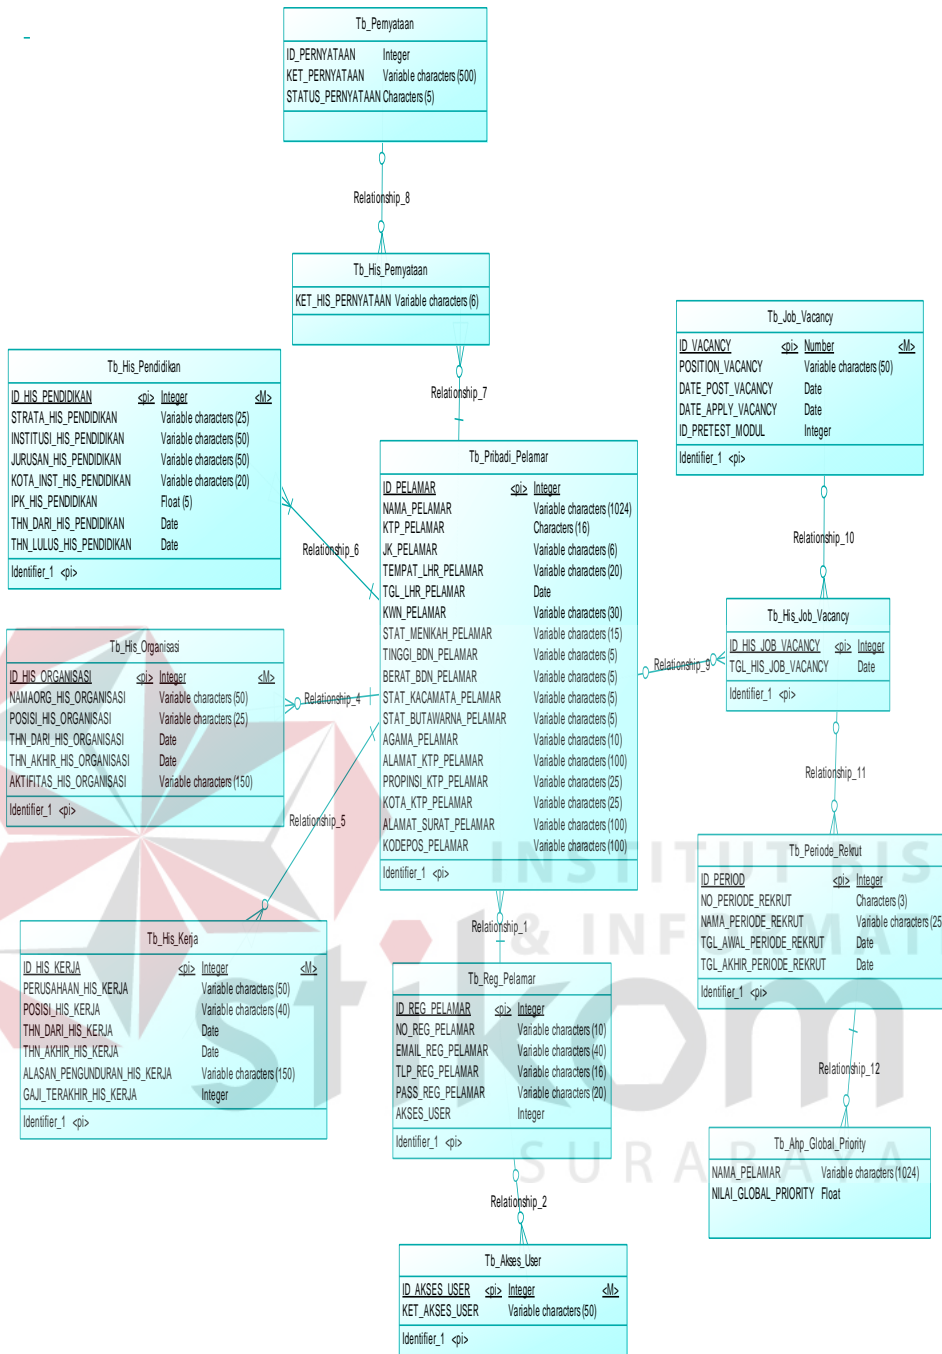 Tb_Pernyataan
ID_PERNYATAAN Integer
KET_PERNYATAAN Variable characters (500)
STATUS_PERNYATAAN Characters (5)
Relationship_8
Tb_His_Pernyataan
KET_HIS_PERNYATAAN Variable characters (6)
Relationship_7
Tb_Job_Vacancy
ID_VACANCY <pi> Number <M>
POSITION_VACANCY Variable characters (50)
DATE_POST_VACANCY Date
DATE_APPLY_VACANCY Date
ID_PRETEST_MODUL Integer
Identifier_1 <pi>
Tb_His_Pendidikan
ID_HIS_PENDIDIKAN <pi> Integer <M>
STRATA_HIS_PENDIDIKAN Variable characters (25)
INSTITUSI_HIS_PENDIDIKAN Variable characters (50)
JURUSAN_HIS_PENDIDIKAN Variable characters (50)
KOTA_INST_HIS_PENDIDIKAN Variable characters (20)
IPK_HIS_PENDIDIKAN Float (5)
THN_DARI_HIS_PENDIDIKAN Date
THN_LULUS_HIS_PENDIDIKAN Date
Identifier_1 <pi>
Relationship_6
Tb_Pribadi_Pelamar
ID_PELAMAR <pi> Integer
NAMA_PELAMAR Variable characters (1024)
KTP_PELAMAR Characters (16)
JK_PELAMAR Variable characters (6)
TEMPAT_LHR_PELAMAR Variable characters (20)
TGL_LHR_PELAMAR Date
KWN_PELAMAR Variable characters (30)
STAT_MENIKAH_PELAMAR Variable characters (15)
TINGGI_BDN_PELAMAR Variable characters (5)
BERAT_BDN_PELAMAR Variable characters (5)
STAT_KACAMATA_PELAMAR Variable characters (5)
STAT_BUTAWARNA_PELAMAR Variable characters (5)
AGAMA_PELAMAR Variable characters (10)
ALAMAT_KTP_PELAMAR Variable characters (100)
PROPINSI_KTP_PELAMAR Variable characters (25)
KOTA_KTP_PELAMAR Variable characters (25)
ALAMAT_SURAT_PELAMAR Variable characters (100)
KODEPOS_PELAMAR Variable characters (100)
Identifier_1 <pi>
Relationship_10
Tb_His_Job_Vacancy
ID_HIS_JOB_VACANCY <pi> Integer
TGL_HIS_JOB_VACANCY Date
Identifier_1 <pi>
Relationship_9
Tb_His_Organisasi
ID_HIS_ORGANISASI <pi> Integer <M>
NAMAORG_HIS_ORGANISASI Variable characters (50)
POSISI_HIS_ORGANISASI Variable characters (25)
THN_DARI_HIS_ORGANISASI Date
THN_AKHIR_HIS_ORGANISASI Date
AKTIFITAS_HIS_ORGANISASI Variable characters (150)
Identifier_1 <pi>
Relationship_4
Relationship_5
Relationship_11
Tb_Periode_Rekrut
ID_PERIOD <pi> Integer
NO_PERIODE_REKRUT Characters (3)
NAMA_PERIODE_REKRUT Variable characters (25
TGL_AWAL_PERIODE_REKRUT Date
TGL_AKHIR_PERIODE_REKRUT Date
Identifier_1 <pi>
Tb_His_Kerja
ID_HIS_KERJA <pi> Integer <M>
PERUSAHAAN_HIS_KERJA Variable characters (50)
POSISI_HIS_KERJA Variable characters (40)
THN_DARI_HIS_KERJA Date
THN_AKHIR_HIS_KERJA Date
ALASAN_PENGUNDURAN_HIS_KERJA Variable characters (150)
GAJI_TERAKHIR_HIS_KERJA Integer
Identifier_1 <pi>
Relationship_1
Tb_Reg_Pelamar
ID_REG_PELAMAR <pi> Integer
NO_REG_PELAMAR Variable characters (10)
EMAIL_REG_PELAMAR Variable characters (40)
TLP_REG_PELAMAR Variable characters (16)
PASS_REG_PELAMAR Variable characters (20)
AKSES_USER Integer
Identifier_1 <pi>
Relationship_12
Tb_Ahp_Global_Priority
NAMA_PELAMAR Variable characters (1024)
NILAI_GLOBAL_PRIORITY Float
Relationship_2
Tb_Akses_User
ID_AKSES_USER <pi> Integer <M>
KET_AKSES_USER Variable characters (50)
Identifier_1 <pi>
INSTITUT BIS
& INFORMAT
stikom
SURABAYA